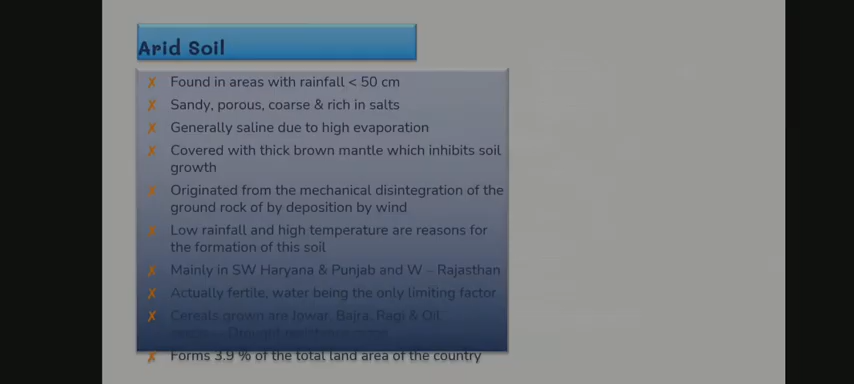 Arid Soil
✗ Found in areas with rainfall < 50 cm
✗ Sandy, porous, coarse & rich in salts
✗ Generally saline due to high evaporation
✗ Covered with thick brown mantle which inhibits soil
growth
✗ Originated from the mechanical disintegration of the
ground rock of by deposition by wind
✗ Low rainfall and high temperature are reasons for
the formation of this soil
✗ Mainly in SW Haryana & Punjab and W – Rajasthan
✗ Actually fertile, water being the only limiting factor
✗ Cereals grown are Jowar, Bajra, Ragi & Oil
✗ Forms 3.9 % of the total land area of the country